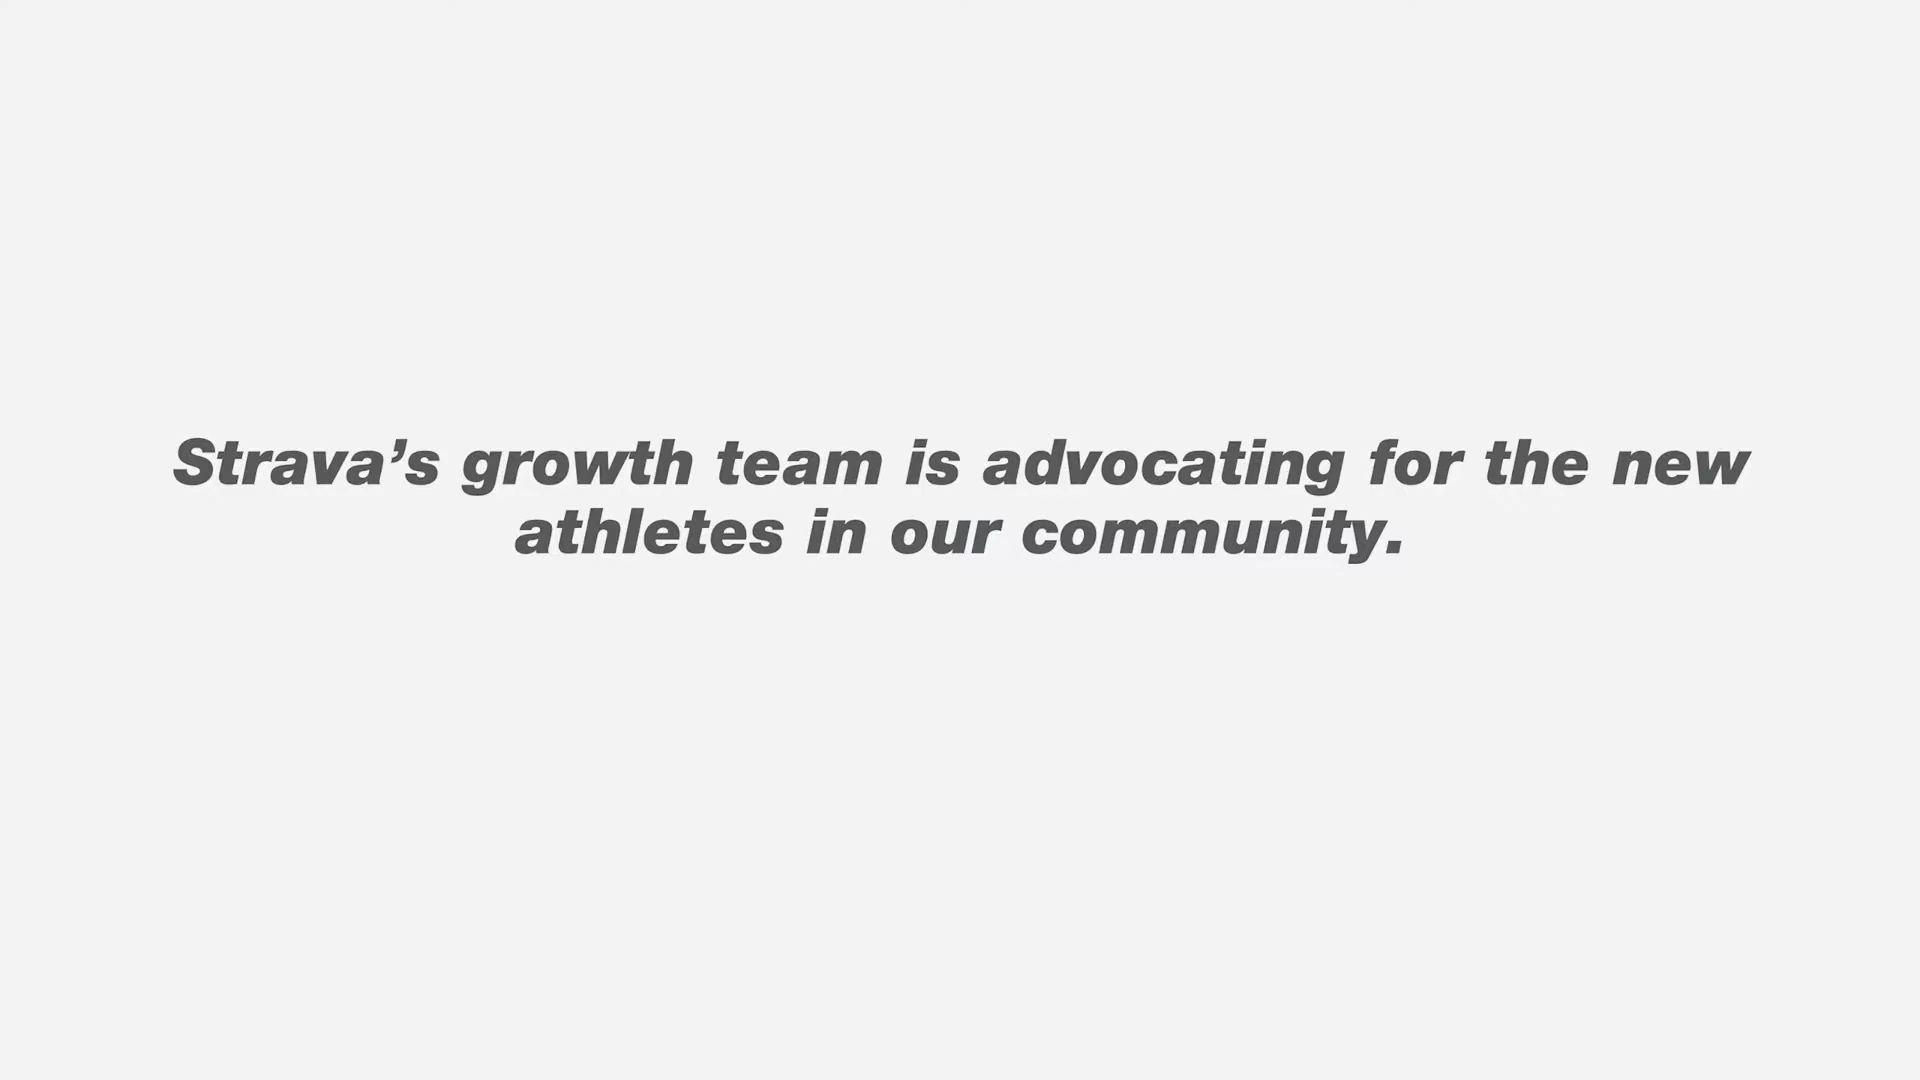 Strava’s growth team is advocating for the new
athletes in our community.